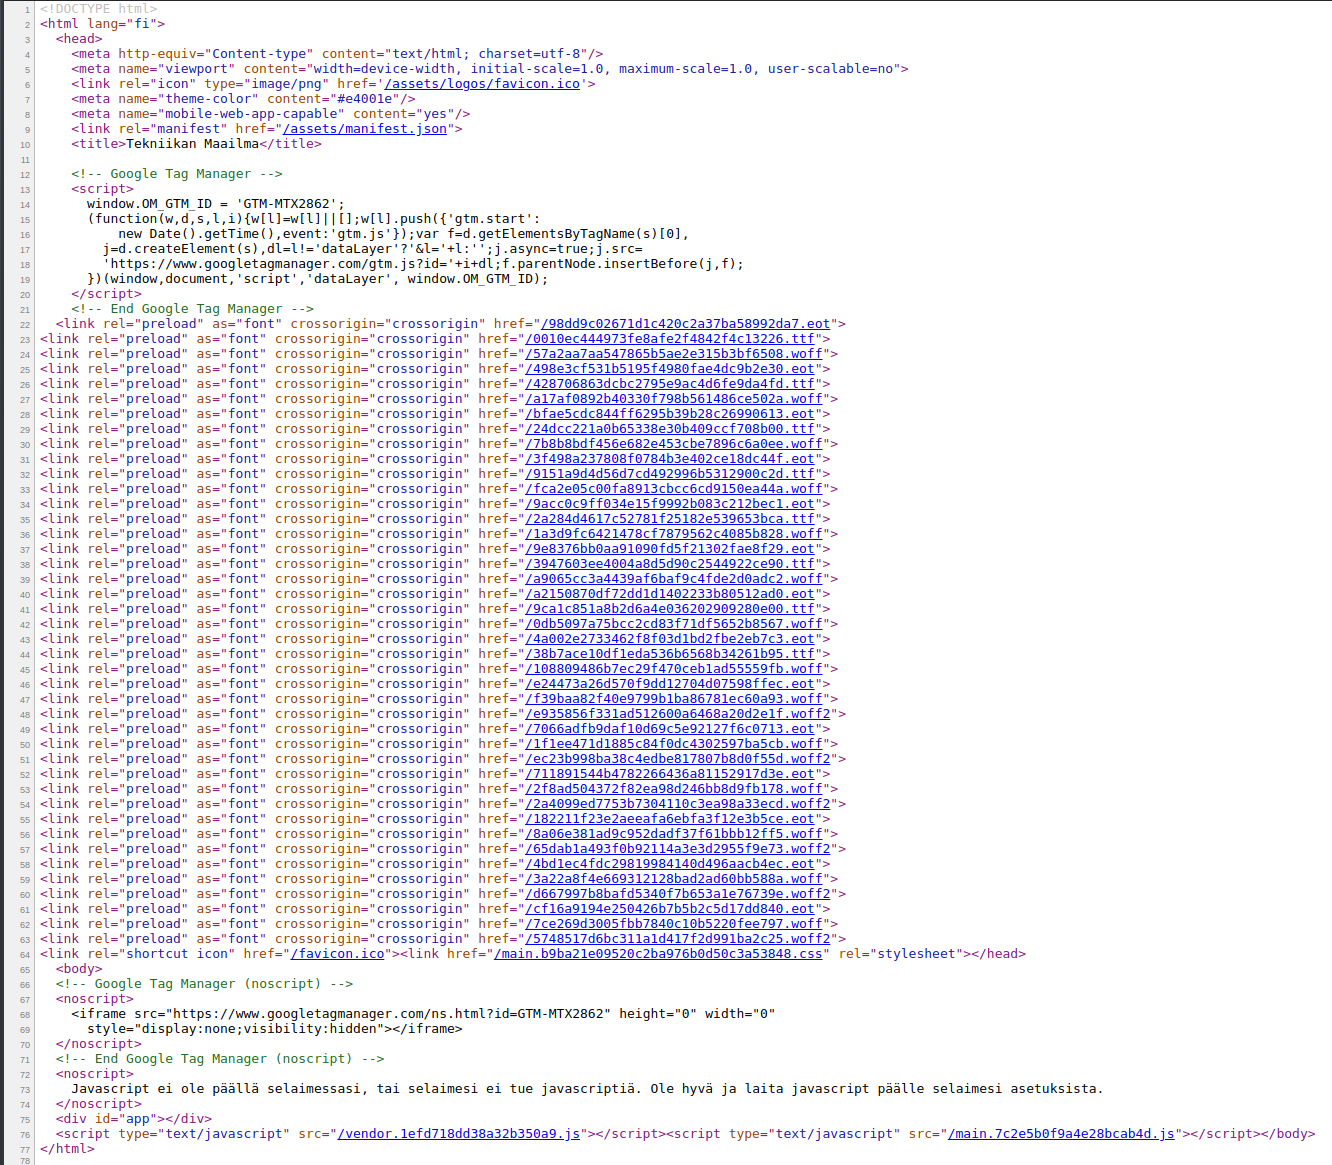 1 <!DOCTYPE html>
2 <html lang="fi">
3   <head>
4     <meta http-equiv="Content-type" content="text/html; charset=utf-8"/>
5     <meta name="viewport" content="width=device-width, initial-scale=1.0, maximum-scale=1.0, user-scalable=no">
6     <link rel="icon" type="image/png" href='/assets/logos/favicon.ico'>
7     <meta name="theme-color" content="#e4001e"/>
8     <meta name="mobile-web-app-capable" content="yes"/>
9     <link rel="manifest" href="/assets/manifest.json">
10     <title>Tekniikan Maailma</title>
11
12     <!-- Google Tag Manager -->
13     <script>
14       window.OM_GTM_ID = 'GTM-MTX2862';
15       (function(w,d,s,l,i){w[l]=w[l]||[];w[l].push({'gtm.start':
16           new Date().getTime(),event:'gtm.js'});var f=d.getElementsByTagName(s)[0],
17         j=d.createElement(s),dl=l!='dataLayer'?'&l='+l:'';j.async=true;j.src=
18         'https://www.googletagmanager.com/gtm.js?id='+i+dl;f.parentNode.insertBefore(j,f);
19       })(window,document,'script','dataLayer', window.OM_GTM_ID);
20     </script>
21     <!-- End Google Tag Manager -->
22   <link rel="preload" as="font" crossorigin="crossorigin" href="/98dd9c02671d1c420c2a37ba58992da7.eot">
23 <link rel="preload" as="font" crossorigin="crossorigin" href="/0010ec444973fe8afe2f4842f4c13226.ttf">
24 <link rel="preload" as="font" crossorigin="crossorigin" href="/57a2aa7aa547865b5ae2e315b3bf6508.woff">
25 <link rel="preload" as="font" crossorigin="crossorigin" href="/498e3cf531b5195f4980fae4dc9b2e30.eot">
26 <link rel="preload" as="font" crossorigin="crossorigin" href="/428706863dcbc2795e9ac4d6fe9da4fd.ttf">
27 <link rel="preload" as="font" crossorigin="crossorigin" href="/a17af0892b40330f798b561486ce502a.woff">
28 <link rel="preload" as="font" crossorigin="crossorigin" href="/bfae5cdc844ff6295b39b28c26990613.eot">
29 <link rel="preload" as="font" crossorigin="crossorigin" href="/24dcc221a0b65338e30b409ccf708b00.ttf">
30 <link rel="preload" as="font" crossorigin="crossorigin" href="/7b8b8bdf456e682e453cbe7896c6a0ee.woff">
31 <link rel="preload" as="font" crossorigin="crossorigin" href="/3f498a237808f0784b3e402ce18dc44f.eot">
32 <link rel="preload" as="font" crossorigin="crossorigin" href="/9151a9d4d56d7cd492996b5312900c2d.ttf">
33 <link rel="preload" as="font" crossorigin="crossorigin" href="/fca2e05c00fa8913cbcc6cd9150ea44a.woff">
34 <link rel="preload" as="font" crossorigin="crossorigin" href="/9acc0c9ff034e15f9992b083c212bec1.eot">
35 <link rel="preload" as="font" crossorigin="crossorigin" href="/2a284d4617c52781f25182e539653bca.ttf">
36 <link rel="preload" as="font" crossorigin="crossorigin" href="/1a3d9fc6421478cf7879562c4085b828.woff">
37 <link rel="preload" as="font" crossorigin="crossorigin" href="/9e8376bb0aa91090fd5f21302fae8f29.eot">
38 <link rel="preload" as="font" crossorigin="crossorigin" href="/3947603ee4004a8d5d90c2544922ce90.ttf">
39 <link rel="preload" as="font" crossorigin="crossorigin" href="/a9065cc3a4439af6baf9c4fde2d0adc2.woff">
40 <link rel="preload" as="font" crossorigin="crossorigin" href="/a2150870df72dd1d1402233b80512ad0.eot">
41 <link rel="preload" as="font" crossorigin="crossorigin" href="/9ca1c851a8b2d6a4e036202909280e00.ttf">
42 <link rel="preload" as="font" crossorigin="crossorigin" href="/0db5097a75bcc2cd83f71df5652b8567.woff">
43 <link rel="preload" as="font" crossorigin="crossorigin" href="/4a002e2733462f8f03d1bd2fbe2eb7c3.eot">
44 <link rel="preload" as="font" crossorigin="crossorigin" href="/38b7ace10df1eda536b6568b34261b95.ttf">
45 <link rel="preload" as="font" crossorigin="crossorigin" href="/108809486b7ec29f470ceb1ad55559fb.woff">
46 <link rel="preload" as="font" crossorigin="crossorigin" href="/e24473a26d570f9dd12704d07598ffec.eot">
47 <link rel="preload" as="font" crossorigin="crossorigin" href="/f39baa82f40e9799b1ba86781ec60a93.woff">
48 <link rel="preload" as="font" crossorigin="crossorigin" href="/e935856f331ad512600a6468a20d2e1f.woff2">
49 <link rel="preload" as="font" crossorigin="crossorigin" href="/7066adfb9daf10d69c5e92127f6c0713.eot">
50 <link rel="preload" as="font" crossorigin="crossorigin" href="/1f1ee471d1885c84f0dc4302597ba5cb.woff">
51 <link rel="preload" as="font" crossorigin="crossorigin" href="/ec23b998ba38c4edbe817807b8d0f55d.woff2">
52 <link rel="preload" as="font" crossorigin="crossorigin" href="/711891544b4782266436a81152917d3e.eot">
53 <link rel="preload" as="font" crossorigin="crossorigin" href="/2f8ad504372f82ea98d246bb8d9fb178.woff">
54 <link rel="preload" as="font" crossorigin="crossorigin" href="/2a4099ed7753b7304110c3ea98a33ecd.woff2">
55 <link rel="preload" as="font" crossorigin="crossorigin" href="/182211f23e2aeeafa6ebfa3f12e3b5ce.eot">
56 <link rel="preload" as="font" crossorigin="crossorigin" href="/8a06e381ad9c952dadf37f61bbb12ff5.woff">
57 <link rel="preload" as="font" crossorigin="crossorigin" href="/65dab1a493f0b92114a3e3d2955f9e73.woff2">
58 <link rel="preload" as="font" crossorigin="crossorigin" href="/4bd1ec4fdc29819984140d496aacb4ec.eot">
59 <link rel="preload" as="font" crossorigin="crossorigin" href="/3a22a8f4e669312128bad2ad60bb588a.woff">
60 <link rel="preload" as="font" crossorigin="crossorigin" href="/d667997b8bafd5340f7b653a1e76739e.woff2">
61 <link rel="preload" as="font" crossorigin="crossorigin" href="/cf16a9194e250426b7b5b2c5d17dd840.eot">
62 <link rel="preload" as="font" crossorigin="crossorigin" href="/7ce269d3005fbb7840c10b5220fee797.woff">
63 <link rel="preload" as="font" crossorigin="crossorigin" href="/5748517d6bc311a1d417f2d991ba2c25.woff2">
64 <link rel="shortcut icon" href="/favicon.ico"><link href="/main.b9ba21e09520c2ba976b0d50c3a53848.css" rel="stylesheet"></head>
65   <body>
66   <!-- Google Tag Manager (noscript) -->
67   <noscript>
68     <iframe src="https://www.googletagmanager.com/ns.html?id=GTM-MTX2862" height="0" width="0"
69       style="display:none;visibility:hidden"></iframe>
70   </noscript>
71   <!-- End Google Tag Manager (noscript) -->
72   <noscript>
73     Javascript ei ole päällä selaimessasi, tai selaimesi ei tue javascriptiä. Ole hyvä ja laita javascript päälle selaimesi asetuksista.
74   </noscript>
75   <div id="app"></div>
76   <script type="text/javascript" src="/vendor.1efd718dd38a32b350a9.js"></script><script type="text/javascript" src="/main.7c2e5b0f9a4e28bcab4d.js"></script></body>
77 </html>
78